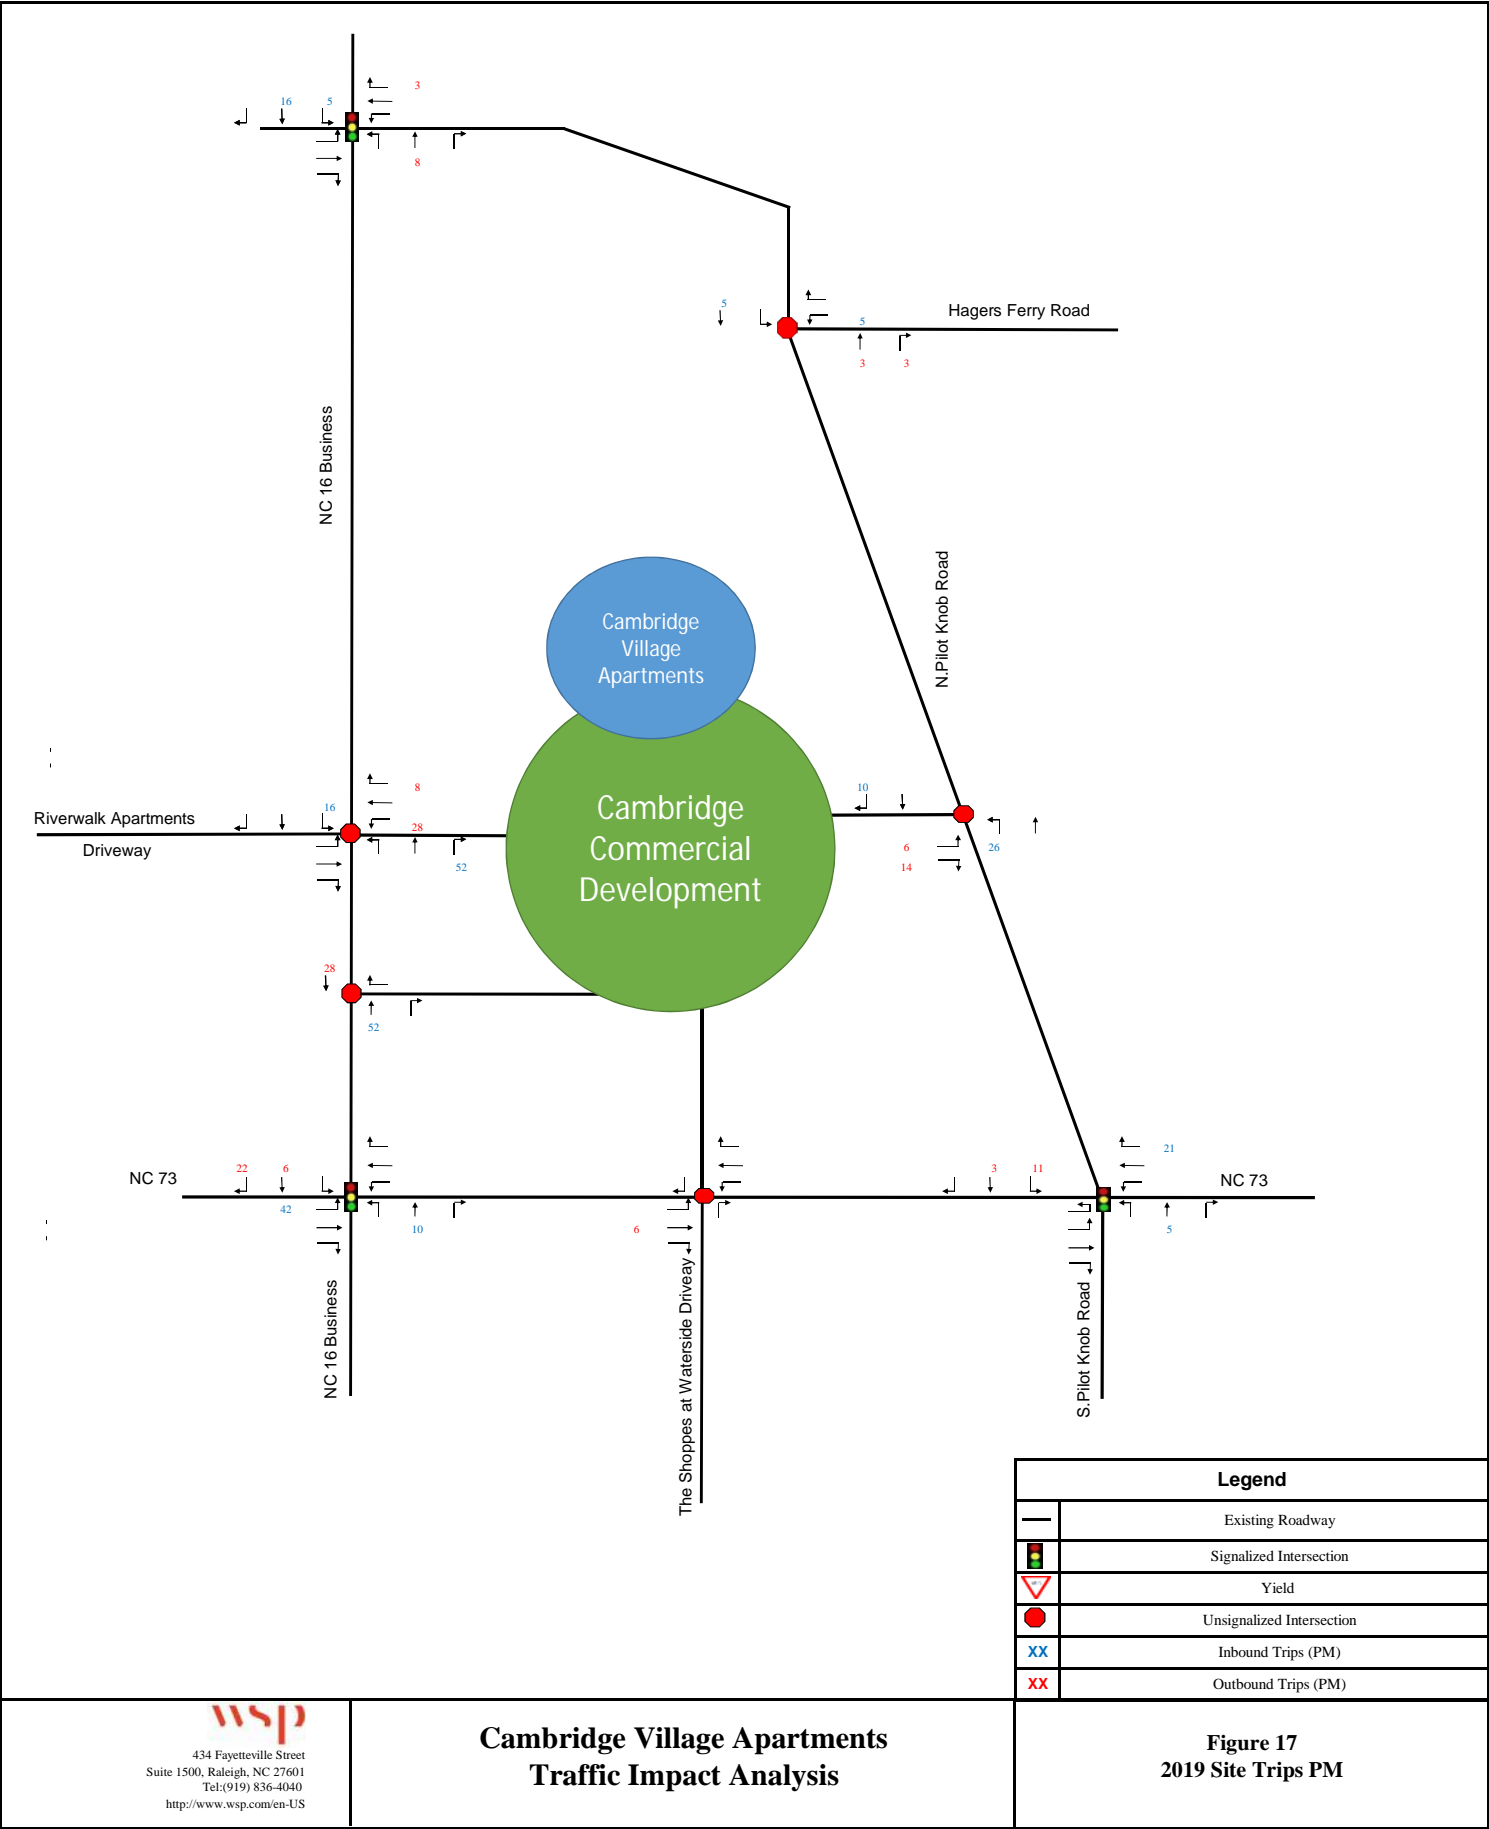 3
16
5
8
5
Hagers Ferry Road
5
3
3
NC 16 Business
N.Pilot Knob Road
Cambridge
Village
Apartments
Cambridge
Commercial
Development
10
8
16
Riverwalk Apartments
Driveway
28
52
6
14
26
28
52
NC 73
22
6
42
10
6
3
11
21
5
NC 73
NC 16 Business
The Shoppes at Waterside Driveay
S.Pilot Knob Road
Legend
Existing Roadway
Signalized Intersection
Yield
Unsignalized Intersection
XX
Inbound Trips (PM)
XX
Outbound Trips (PM)
wsp
434 Fayetteville Street
Suite 1500, Raleigh, NC 27601
Tel:(919) 836-4040
http://www.wsp.com/en-US
Cambridge Village Apartments
Traffic Impact Analysis
Figure 17
2019 Site Trips PM